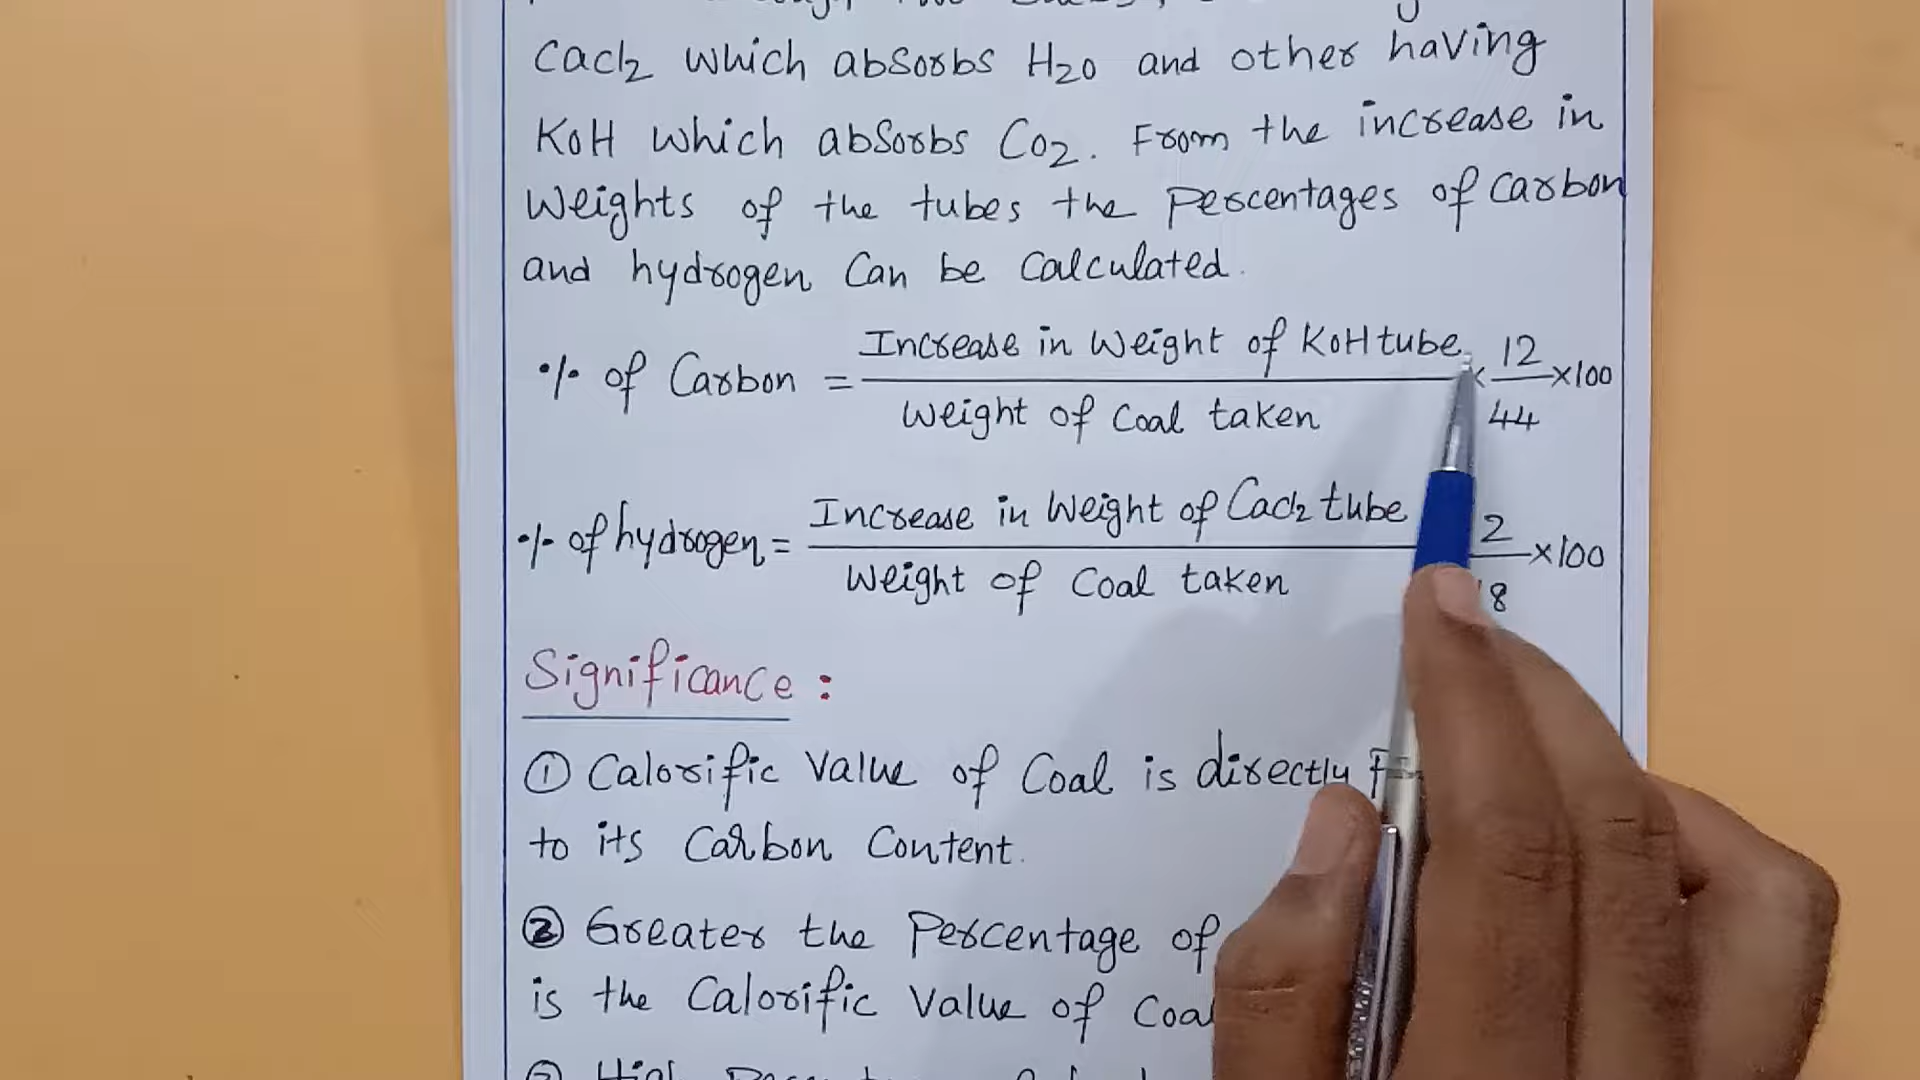 Cacl2 which absorbs H2O and other having
KOH which absorbs CO2. From the increase in
Weights of the tubes the percentages of carbon
and hydrogen can be calculated.
% of Carbon = Increase in Weight of KOH tube / Weight of Coal taken × 12/44 ×100
% of hydrogen = Increase in Weight of Cacl2 tube / Weight of Coal taken 2/18 ×100
Significance :
① Calorific Value of Coal is directly
to its Carbon Content.
② Greater the Percentage of
is the Calorific Value of Coal